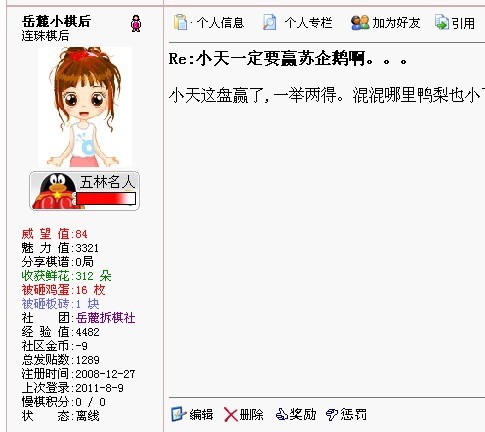 岳麓小棋后
连珠棋后
五林名人
威 望 值:84
魅 力 值:3321
分享棋谱:0局
收获鲜花:312 朵
被砸鸡蛋:16 枚
被砸板砖:1 块
社 团:岳麓拆棋社
经 验 值:4482
社区金币:-9
总发贴数:1289
注册时间:2008-12-27
上次登录:2011-8-9
慢棋积分:0 / 0
状 态:离线
个人信息 个人专栏 加为好友 引用
Re:小天一定要赢苏企鹅啊。。。
小天这盘赢了,一举两得。混混哪里鸭梨也小
编辑 删除 奖励 惩罚